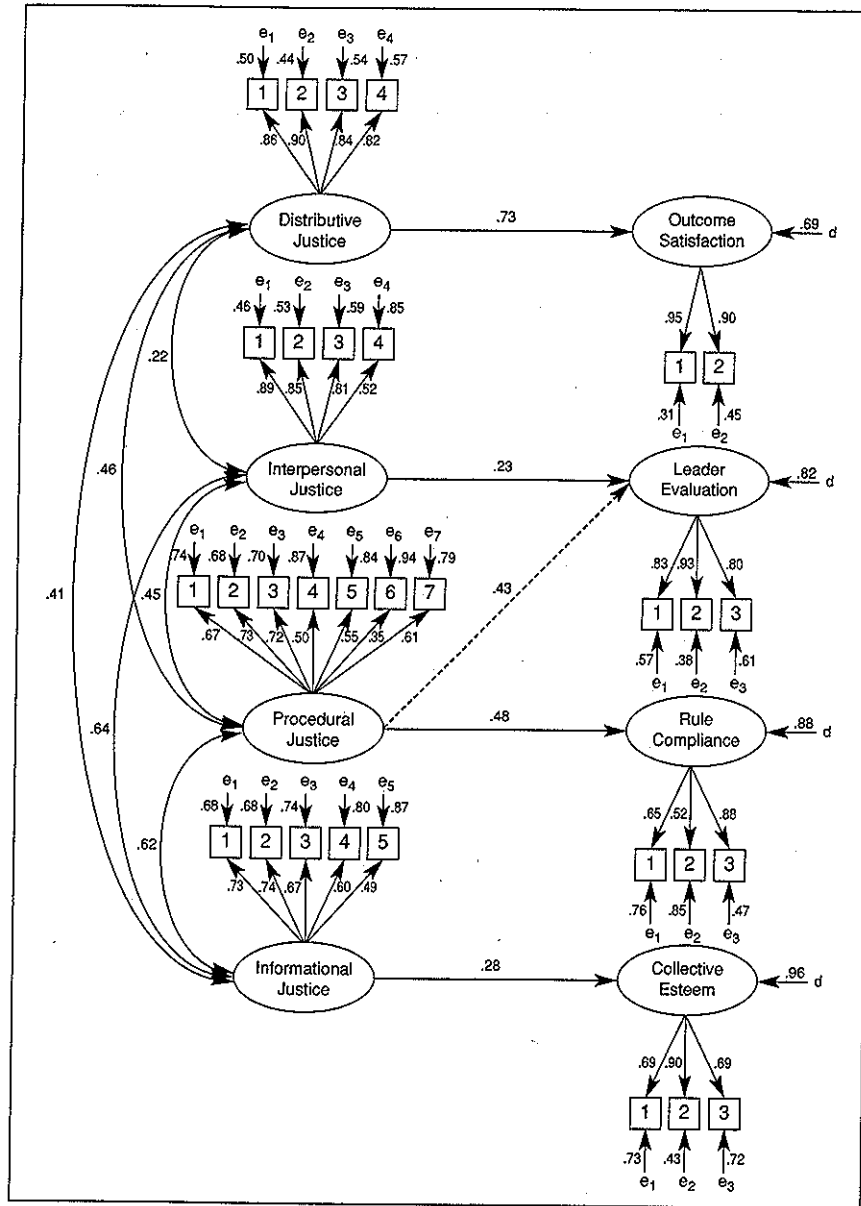 e1 e2 e3 e4
.50 .44 .54 .57
1 2 3 4
.86 .90 .84 .82
Distributive
Justice
.73
Outcome
Satisfaction
.69 d
e1 e2 e3 e4
.46 .53 .59 .85
1 2 3 4
.89 .85 .81 .52
.95 .90
1 2
.31 .45
e1 e2
.22
Interpersonal
Justice
.23
Leader
Evaluation
.82 d
.46
e1 e2 e3 e4 e5 e6 e7
.74 .68 .70 .87 .84 .94 .79
1 2 3 4 5 6 7
.67 .73 .72 .50 .55 .35 .61
.41
.45
.43
.83 .93 .80
1 2 3
.57 .38 .61
e1 e2 e3
Procedural
Justice
.48
Rule
Compliance
.88 d
.64
.62
e1 e2 e3 e4 e5
.68 .68 .74 .80 .87
1 2 3 4 5
.73 .74 .67 .60 .49
.65 .52 .88
1 2 3
.76 .85 .47
e1 e2 e3
Informational
Justice
.28
Collective
Esteem
.96 d
.69 .90 .69
1 2 3
.73 .43 .72
e1 e2 e3